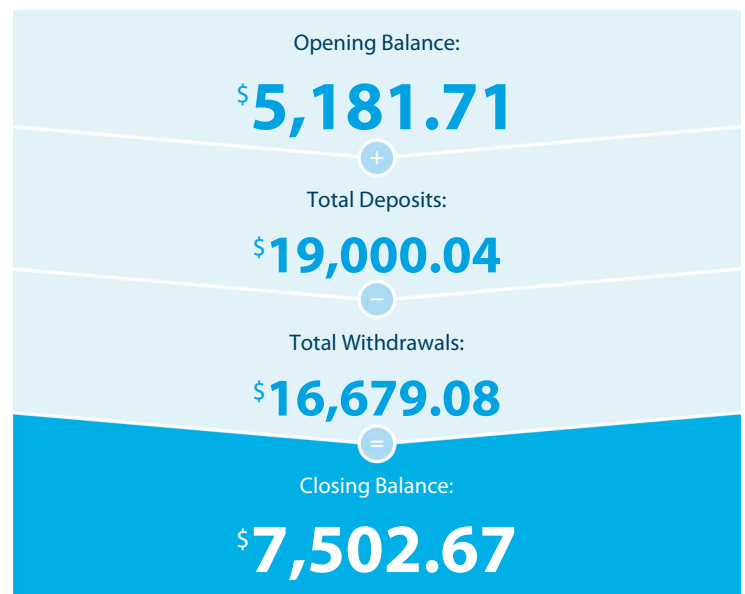 Opening Balance:
$5,181.71
+
Total Deposits:
$19,000.04
−
Total Withdrawals:
$16,679.08
=
Closing Balance:
$7,502.67